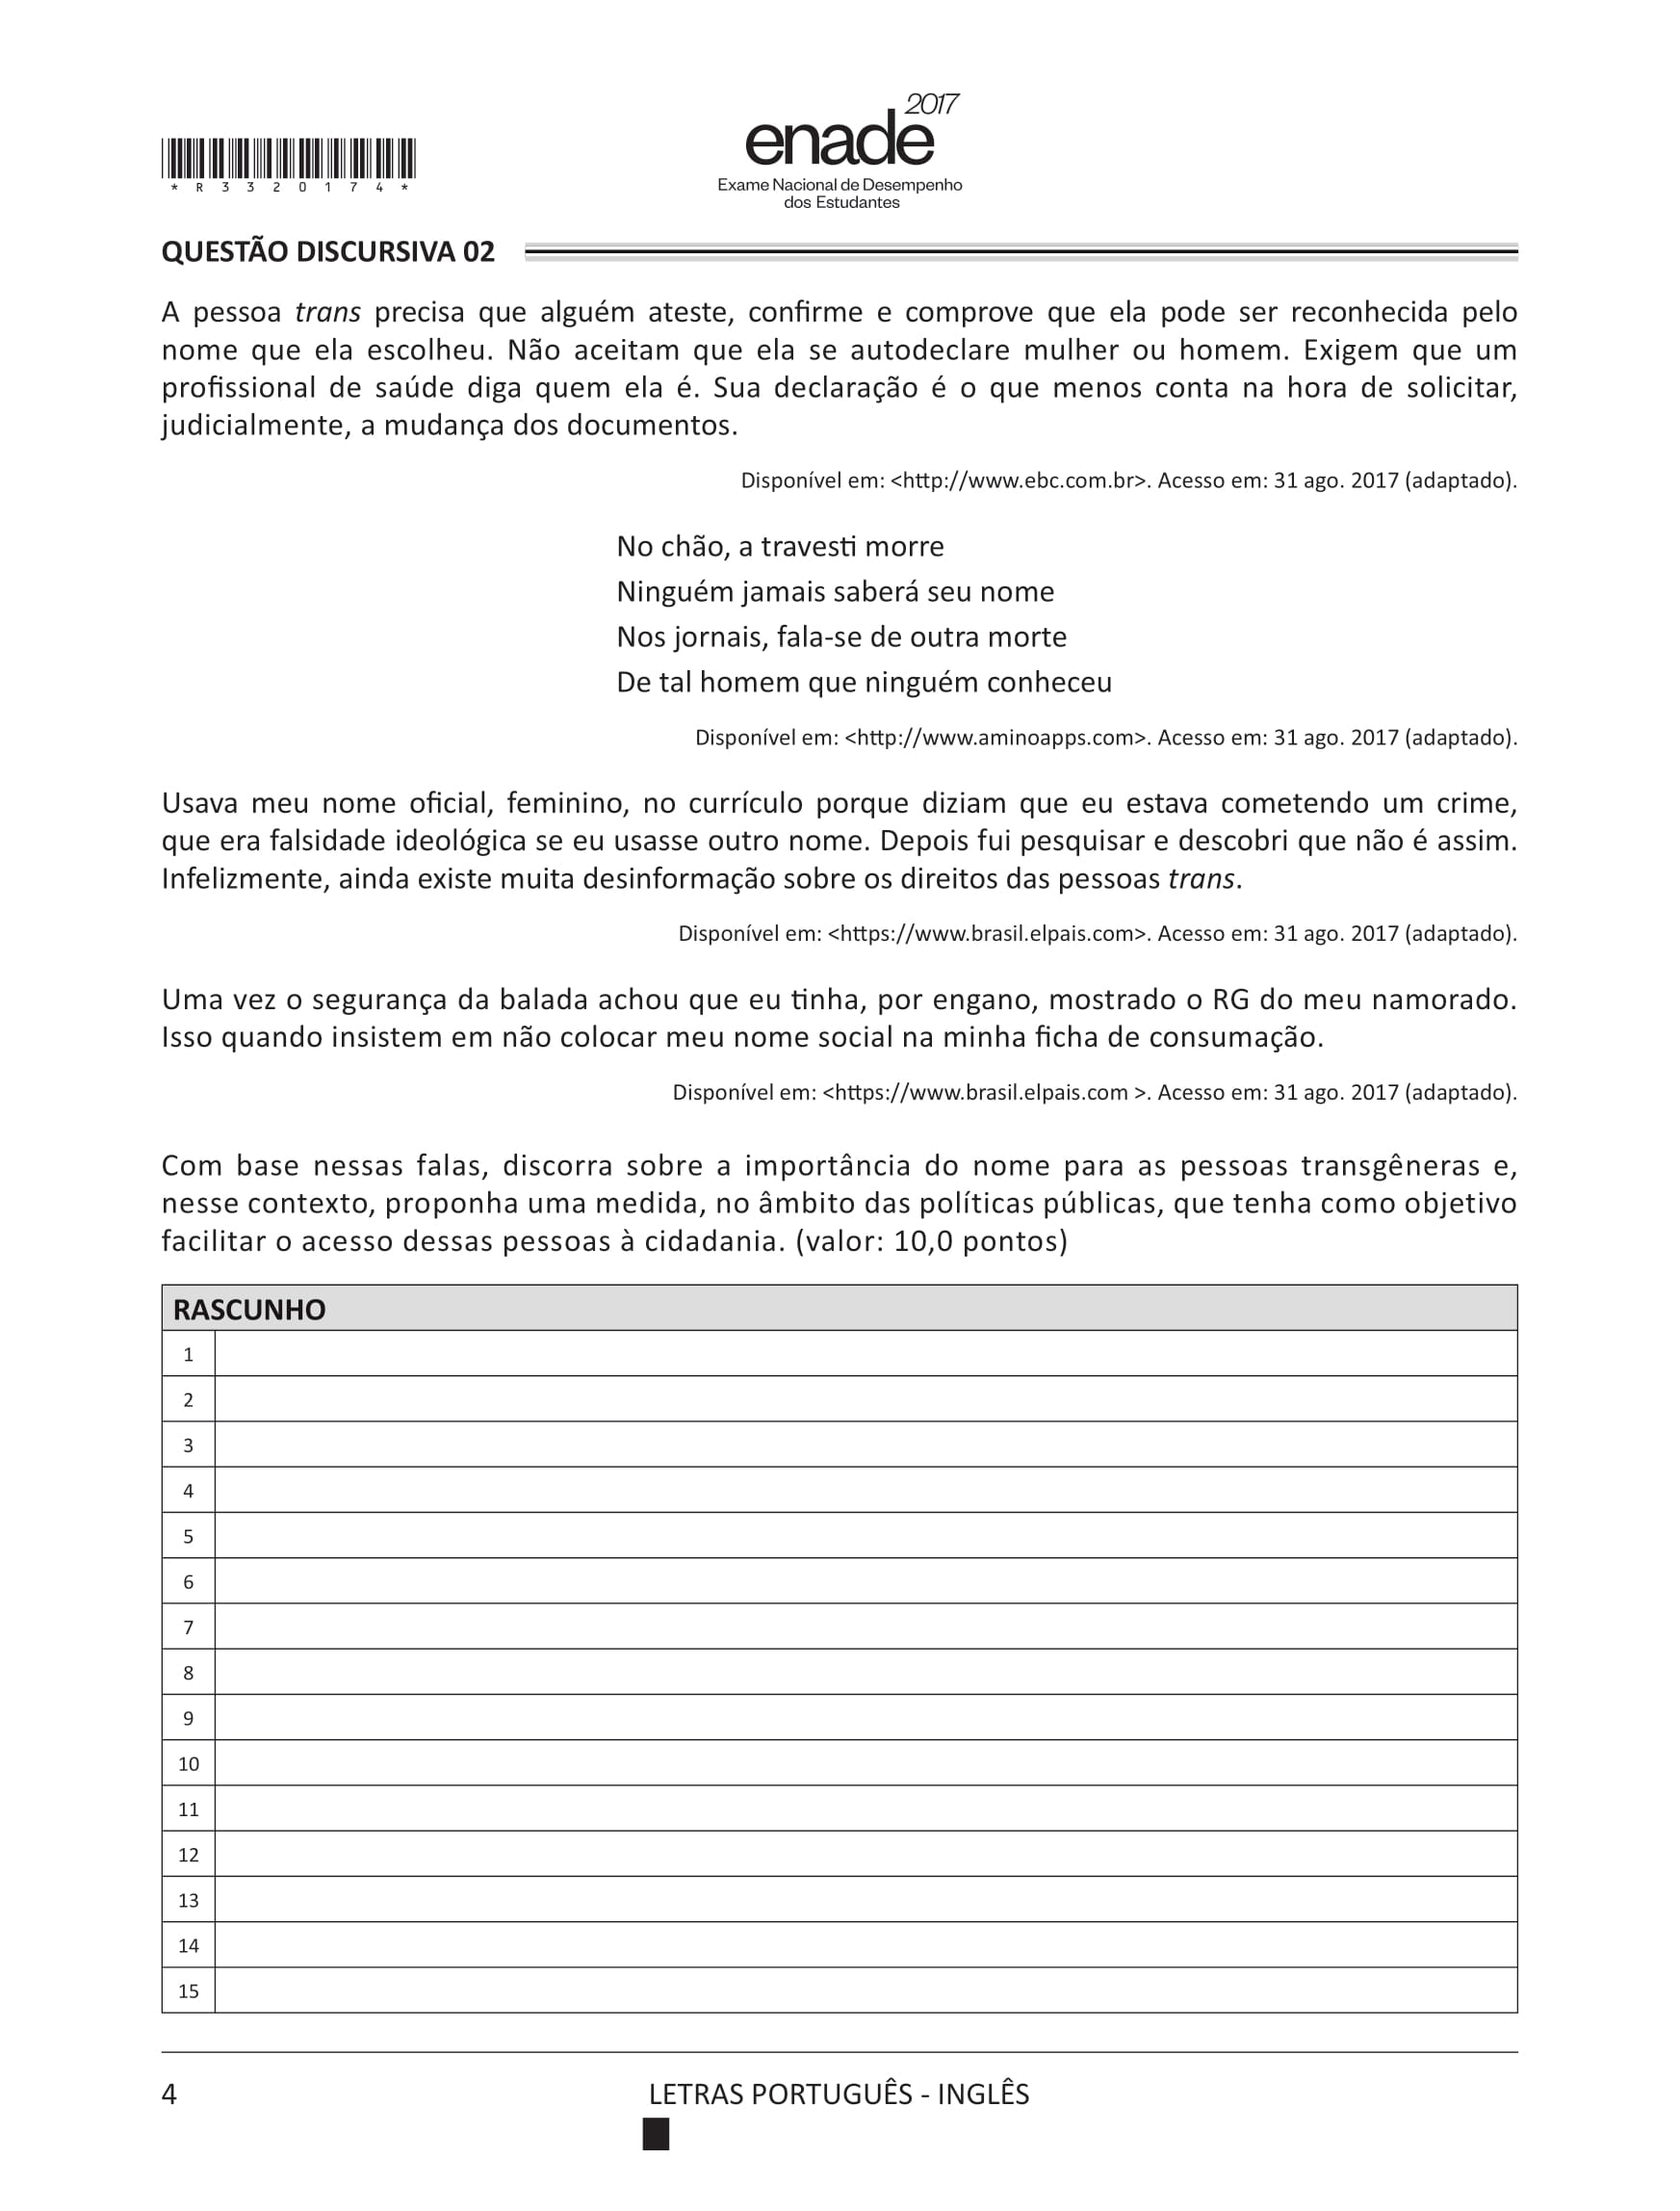 2017
enade
Exame Nacional de Desempenho
dos Estudantes
*R3320174*
QUESTÃO DISCURSIVA 02
A pessoa trans precisa que alguém ateste, confirme e comprove que ela pode ser reconhecida pelo
nome que ela escolheu. Não aceitam que ela se autodeclare mulher ou homem. Exigem que um
profissional de saúde diga quem ela é. Sua declaração é o que menos conta na hora de solicitar,
judicialmente, a mudança dos documentos.
Disponível em: <http://www.ebc.com.br>. Acesso em: 31 ago. 2017 (adaptado).
No chão, a travesti morre
Ninguém jamais saberá seu nome
Nos jornais, fala-se de outra morte
De tal homem que ninguém conheceu
Disponível em: <http://www.aminoapps.com>. Acesso em: 31 ago. 2017 (adaptado).
Usava meu nome oficial, feminino, no currículo porque diziam que eu estava cometendo um crime,
que era falsidade ideológica se eu usasse outro nome. Depois fui pesquisar e descobri que não é assim.
Infelizmente, ainda existe muita desinformação sobre os direitos das pessoas trans.
Disponível em: <https://www.brasil.elpais.com>. Acesso em: 31 ago. 2017 (adaptado).
Uma vez o segurança da balada achou que eu tinha, por engano, mostrado o RG do meu namorado.
Isso quando insistem em não colocar meu nome social na minha ficha de consumação.
Disponível em: <https://www.brasil.elpais.com >. Acesso em: 31 ago. 2017 (adaptado).
Com base nessas falas, discorra sobre a importância do nome para as pessoas transgêneras e,
nesse contexto, proponha uma medida, no âmbito das políticas públicas, que tenha como objetivo
facilitar o acesso dessas pessoas à cidadania. (valor: 10,0 pontos)
RASCUNHO
1
2
3
4
5
6
7
8
9
10
11
12
13
14
15
4
LETRAS PORTUGUÊS - INGLÊS